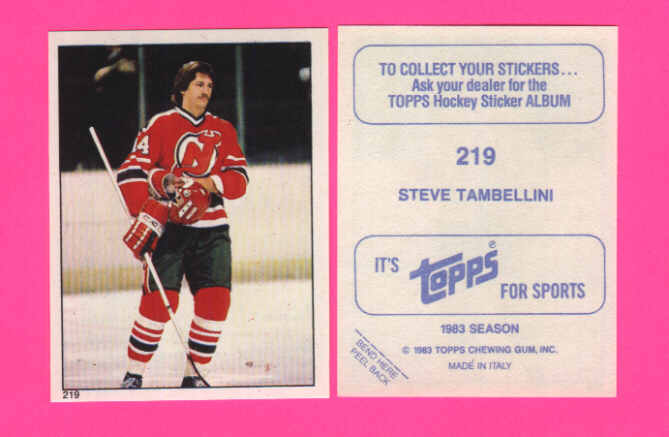 14
219
TO COLLECT YOUR STICKERS...
Ask your dealer for the
TOPPS Hockey Sticker ALBUM
219
STEVE TAMBELLINI
IT'S topps® FOR SPORTS
1983 SEASON
© 1983 TOPPS CHEWING GUM, INC.
MADE IN ITALY
BEND HERE
PEEL BACK